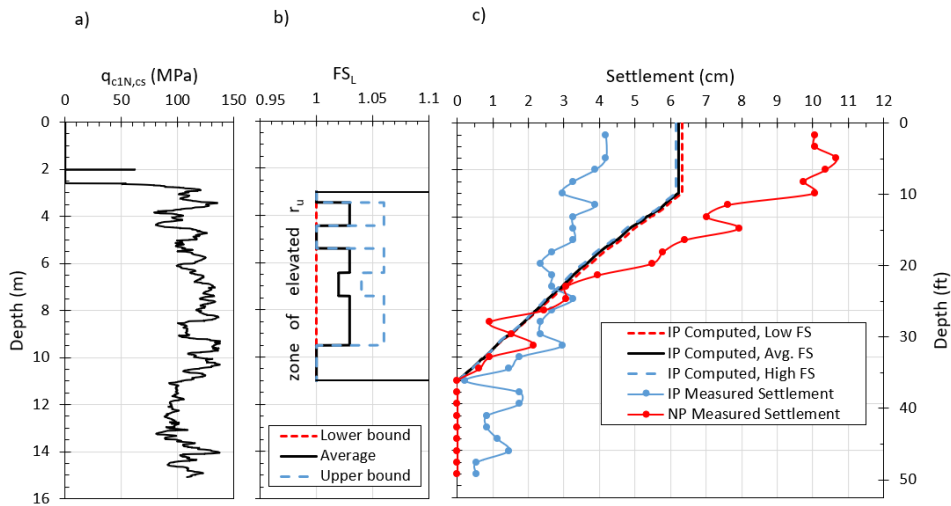 a)
b)
c)
q_c1N,cs (MPa)
0 50 100 150
FS_L
0.95 1 1.05 1.1
Settlement (cm)
0 1 2 3 4 5 6 7 8 9 10 11 12
Depth (m)
0
2
4
6
8
10
12
14
16
zone of elevated r_u
Lower bound
Average
Upper bound
IP Computed, Low FS
IP Computed, Avg. FS
IP Computed, High FS
IP Measured Settlement
NP Measured Settlement
0
10
20
30
40
50
Depth (ft)